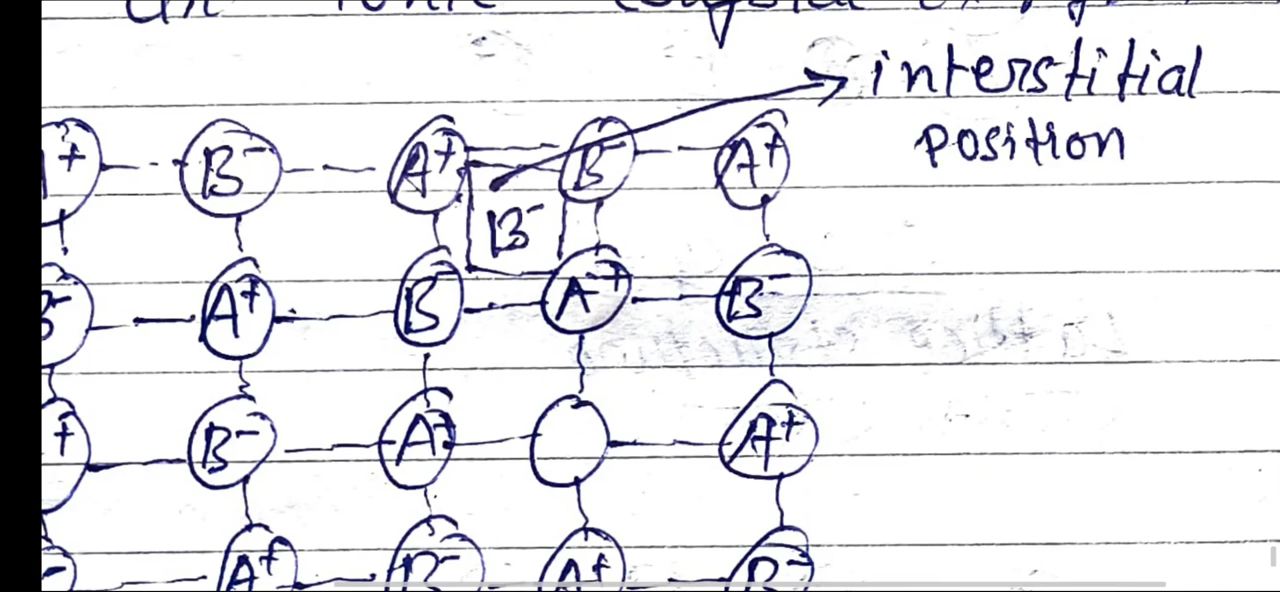 interstitial
position
+ B⁻ A⁺ B⁻ A⁺
B⁻
B⁻ A⁺ B A⁺ B⁻
+ B⁻ A⁺ A⁺
- A⁺ B⁻ A⁺ B⁻